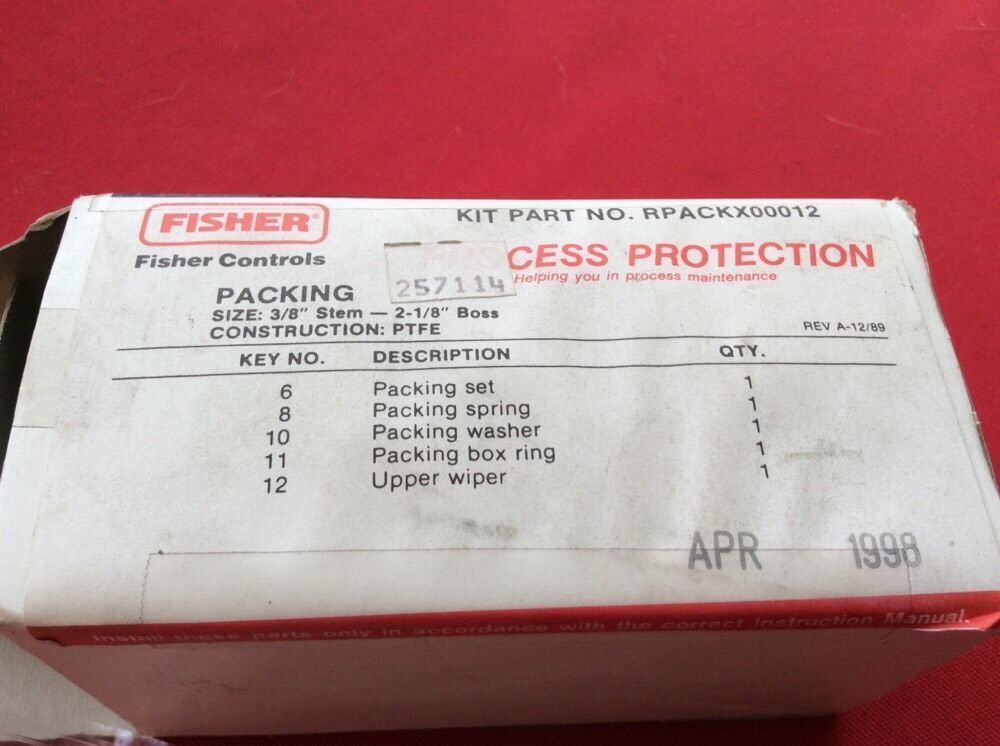 FISHER®
KIT PART NO. RPACKX00012
Fisher Controls
CESS PROTECTION
Helping you in process maintenance
257114
PACKING
SIZE: 3/8" Stem — 2-1/8" Boss
CONSTRUCTION: PTFE
REV A-12/89
KEY NO. DESCRIPTION QTY.
6 Packing set 1
8 Packing spring 1
10 Packing washer 1
11 Packing box ring 1
12 Upper wiper 1
APR 1998
Install these parts only in accordance with the correct Instruction Manual.